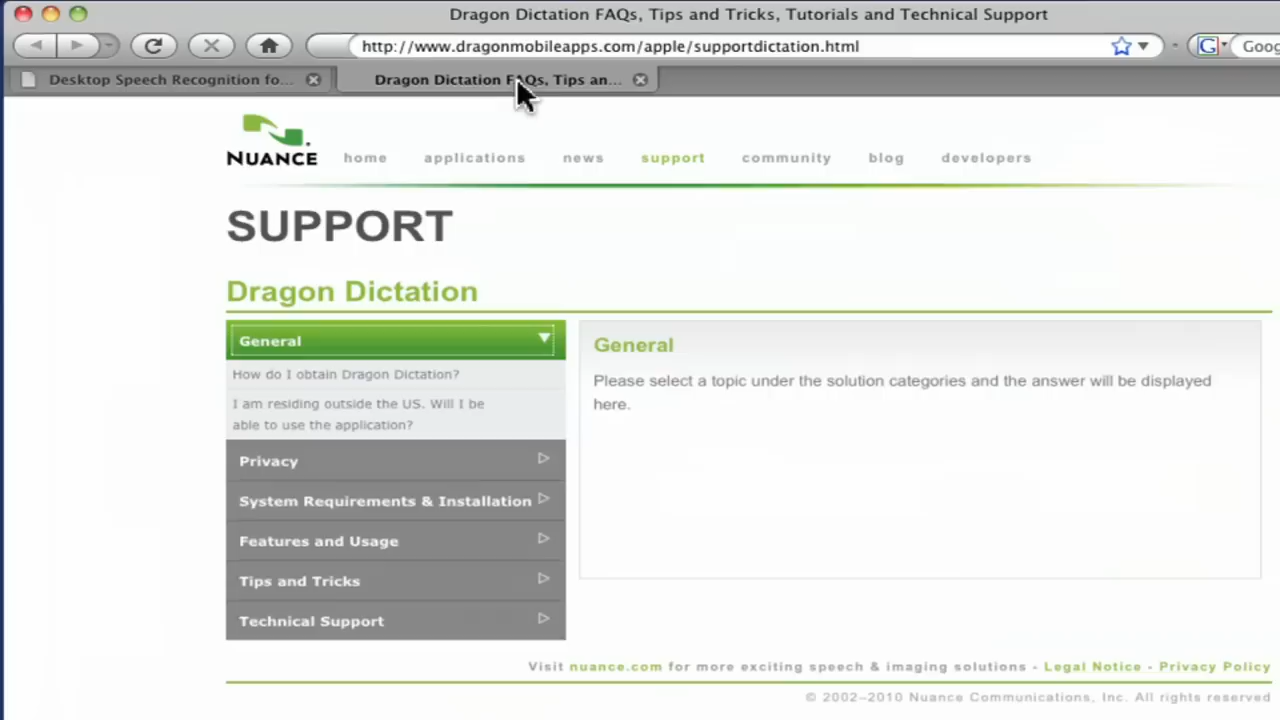 Dragon Dictation FAQs, Tips and Tricks, Tutorials and Technical Support
http://www.dragonmobileapps.com/apple/supportdictation.html
G Goog
Desktop Speech Recognition fo...
Dragon Dictation FAQs, Tips an...
NUANCE
home applications news support community blog developers
SUPPORT
Dragon Dictation
General
How do I obtain Dragon Dictation?
I am residing outside the US. Will I be
able to use the application?
Privacy
System Requirements & Installation
Features and Usage
Tips and Tricks
Technical Support
General
Please select a topic under the solution categories and the answer will be displayed
here.
Visit nuance.com for more exciting speech & imaging solutions - Legal Notice - Privacy Policy
© 2002–2010 Nuance Communications, Inc. All rights reserved